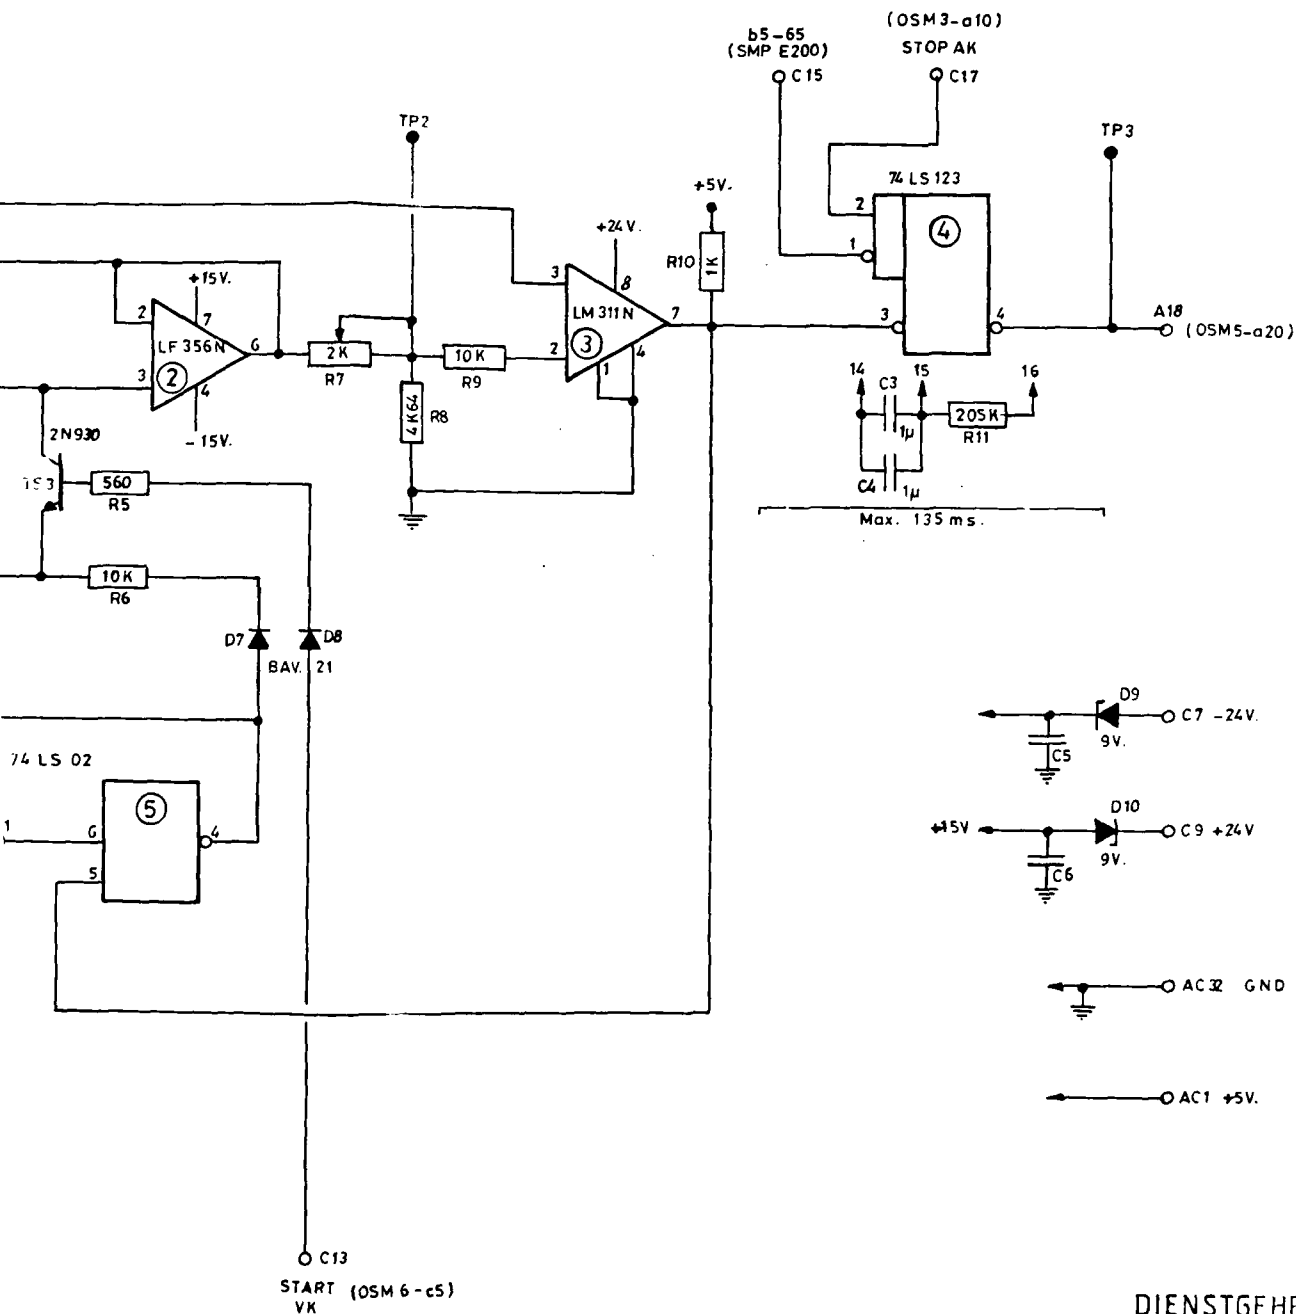 (OSM3-a10)
b5-65
(SMP E200)
STOP AK
C15
C17
TP2
TP3
74 LS 123
+5V.
2
4
+24V.
1
+15V.
R10
1K
3
8
A18
2
7
LM 311N
7
3
4
(OSM5-a20)
LF 356N
6
2K
3
2
10K
4
3
2
R7
R9
1
4
14
C3
15
16
4K64
R8
205K
R11
1µ
2N930
-15V.
TS3
560
R5
C4
1µ
Max. 135 ms.
10K
R6
D7
D8
BAV. 21
D9
C7 -24V.
9V.
C5
74 LS 02
5
D10
1
6
4
+15V
C9 +24V
9V.
5
C6
AC32 GND
AC1 +5V.
C13
START (OSM 6-c5)
VK